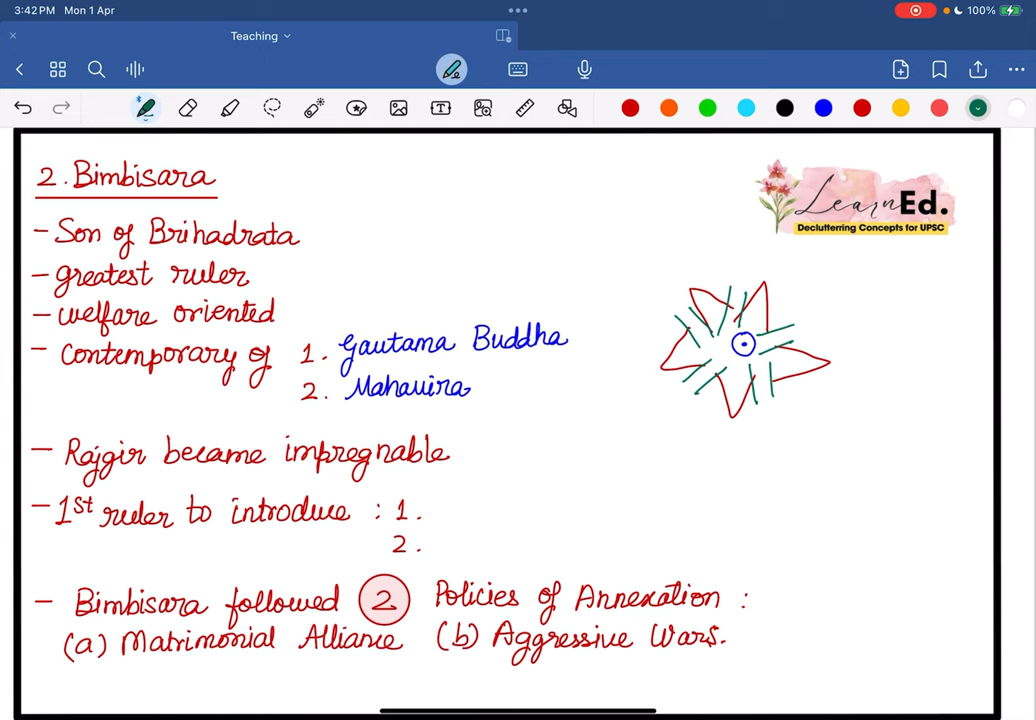 3:42 PM Mon 1 Apr
100%
Teaching
2. Bimbisara
LearnEd.
Decluttering Concepts for UPSC
- Son of Brihadrata
- greatest ruler
- welfare oriented
- Contemporary of 1. Gautama Buddha
2. Mahavira
- Rajgir became impregnable
- 1st ruler to introduce : 1.
2.
- Bimbisara followed 2 Policies of Annexation :
(a) Matrimonial Alliance (b) Aggressive Wars.